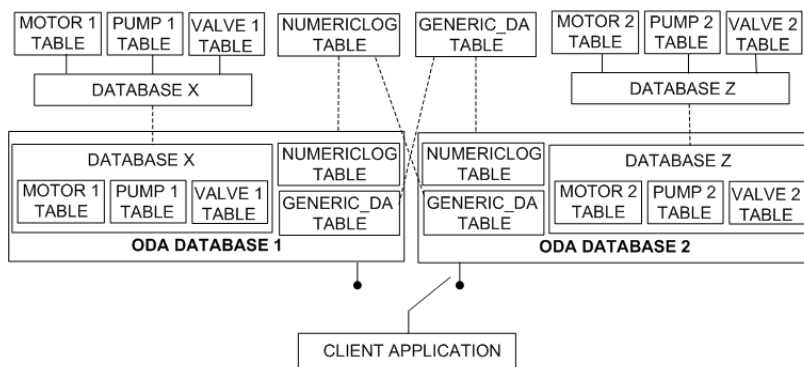 MOTOR 1
TABLE
PUMP 1
TABLE
VALVE 1
TABLE
NUMERICLOG
TABLE
GENERIC_DA
TABLE
MOTOR 2
TABLE
PUMP 2
TABLE
VALVE 2
TABLE
DATABASE X
DATABASE Z
DATABASE X
MOTOR 1
TABLE
PUMP 1
TABLE
VALVE 1
TABLE
NUMERICLOG
TABLE
GENERIC_DA
TABLE
ODA DATABASE 1
NUMERICLOG
TABLE
GENERIC_DA
TABLE
DATABASE Z
MOTOR 2
TABLE
PUMP 2
TABLE
VALVE 2
TABLE
ODA DATABASE 2
CLIENT APPLICATION